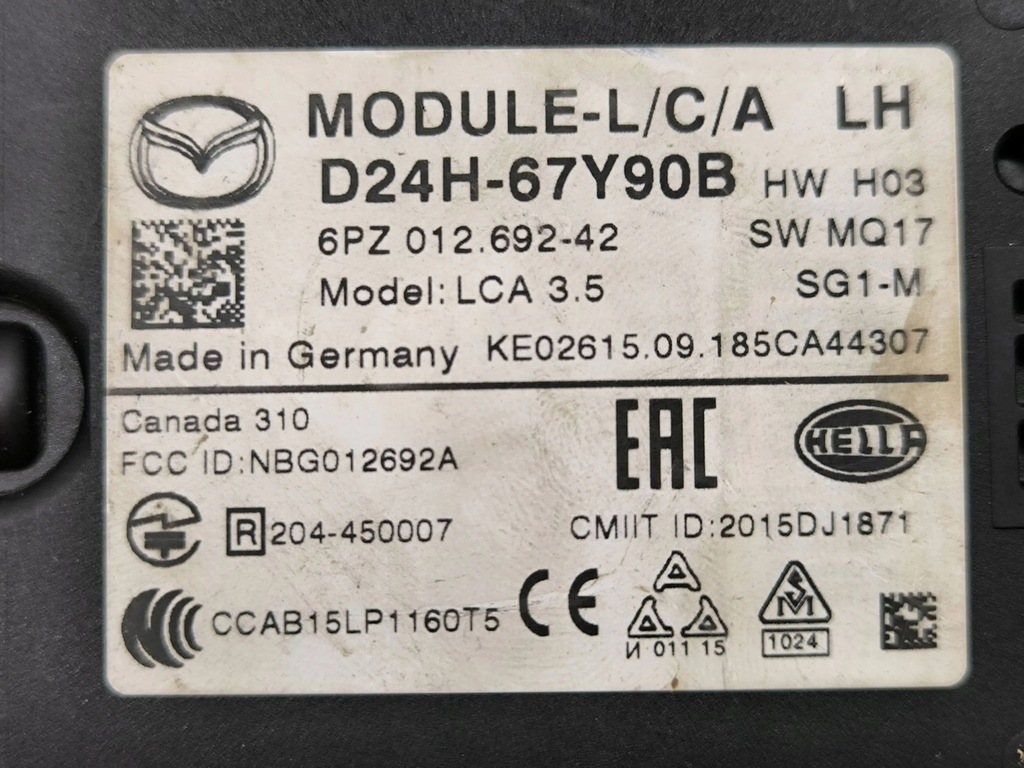 MODULE-L/C/A LH
D24H-67Y90B HW H03
6PZ 012.692-42 SW MQ17
Model: LCA 3.5 SG1-M
Made in Germany KE02615.09.185CA44307
Canada 310
FCC ID:NBG012692A
EAC HELLA
R 204-450007 CMIIT ID:2015DJ1871
CCAB15LP1160T5 CE
И 011 15
SM
1024